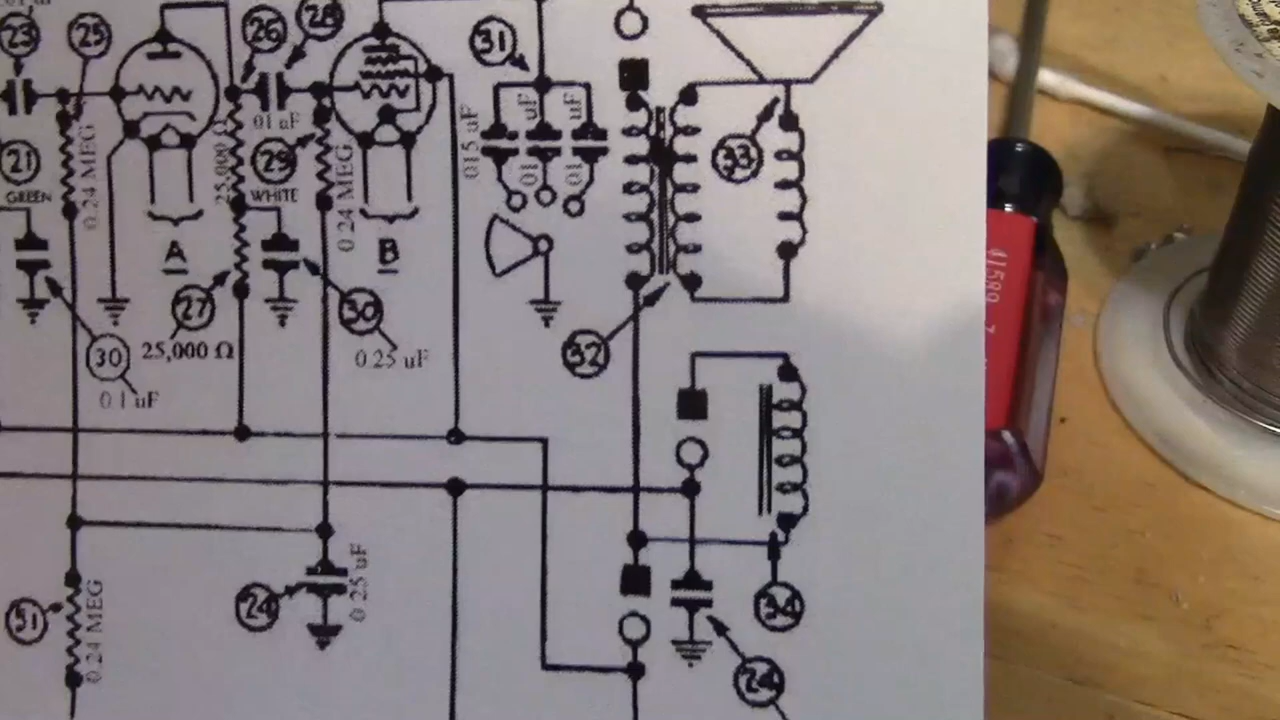 23
25
26
28
31
015 uF
01 uF
01 uF
01 uF
21
GREEN
0.24 MEG
25,000 Ω
29
WHITE
0.24 MEG
33
A
B
27
30
25,000 Ω
0.25 uF
32
30
0.1 uF
51
0.24 MEG
24
0.25 uF
34
24
41589